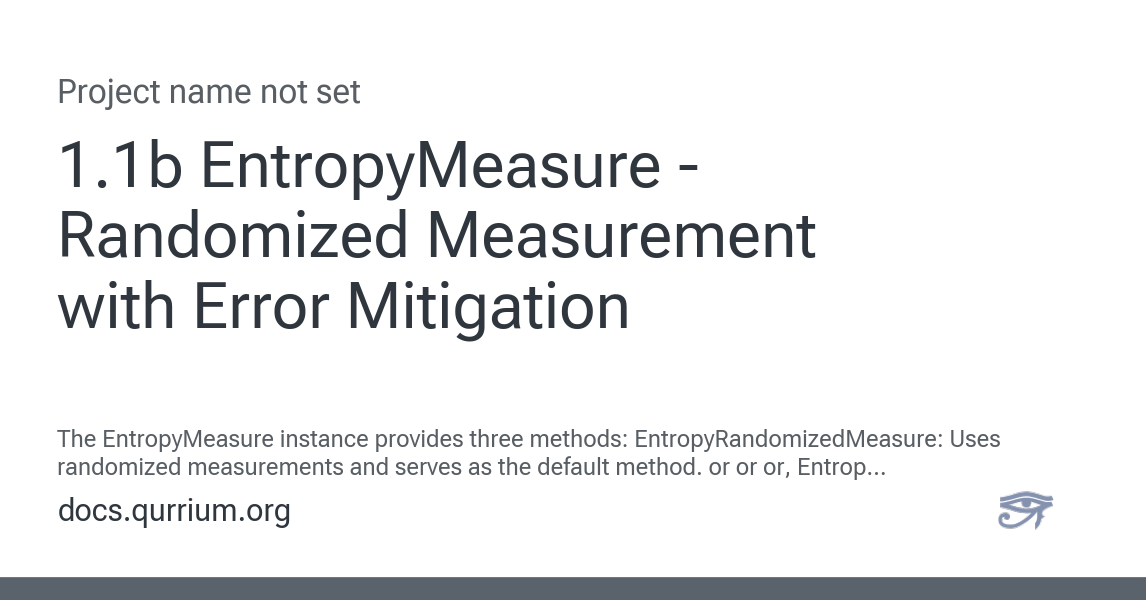 Project name not set
1.1b EntropyMeasure -
Randomized Measurement
with Error Mitigation
The EntropyMeasure instance provides three methods: EntropyRandomizedMeasure: Uses
randomized measurements and serves as the default method. or or or, Entrop...
docs.qurrium.org